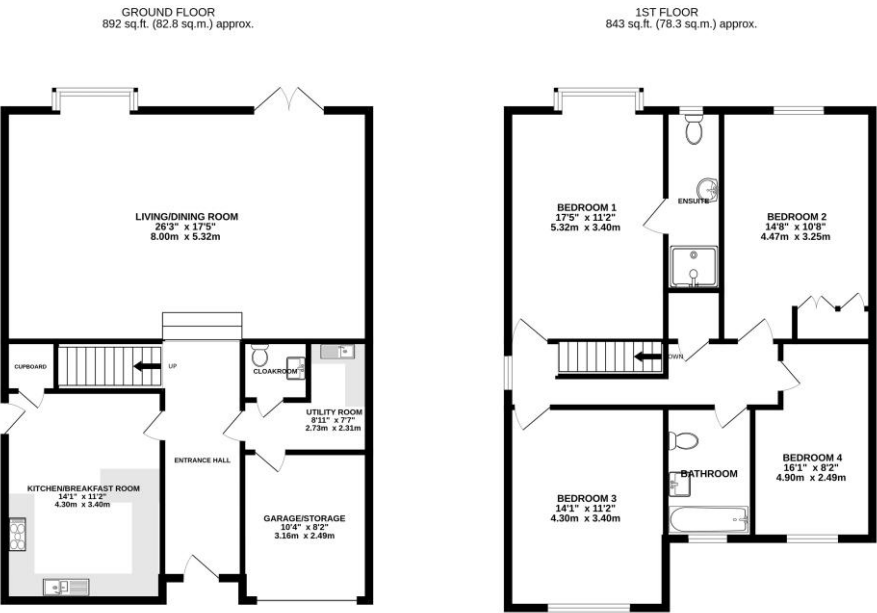 GROUND FLOOR
892 sq.ft. (82.8 sq.m.) approx.
LIVING/DINING ROOM
26'3" x 17'5"
8.00m x 5.32m
CUPBOARD
UP
CLOAKROOM
UTILITY ROOM
8'11" x 7'7"
2.73m x 2.31m
ENTRANCE HALL
KITCHEN/BREAKFAST ROOM
14'1" x 11'2"
4.30m x 3.40m
GARAGE/STORAGE
10'4" x 8'2"
3.16m x 2.49m
1ST FLOOR
843 sq.ft. (78.3 sq.m.) approx.
BEDROOM 1
17'5" x 11'2"
5.32m x 3.40m
ENSUITE
BEDROOM 2
14'8" x 10'8"
4.47m x 3.25m
DOWN
BEDROOM 3
14'1" x 11'2"
4.30m x 3.40m
BATHROOM
BEDROOM 4
16'1" x 8'2"
4.90m x 2.49m